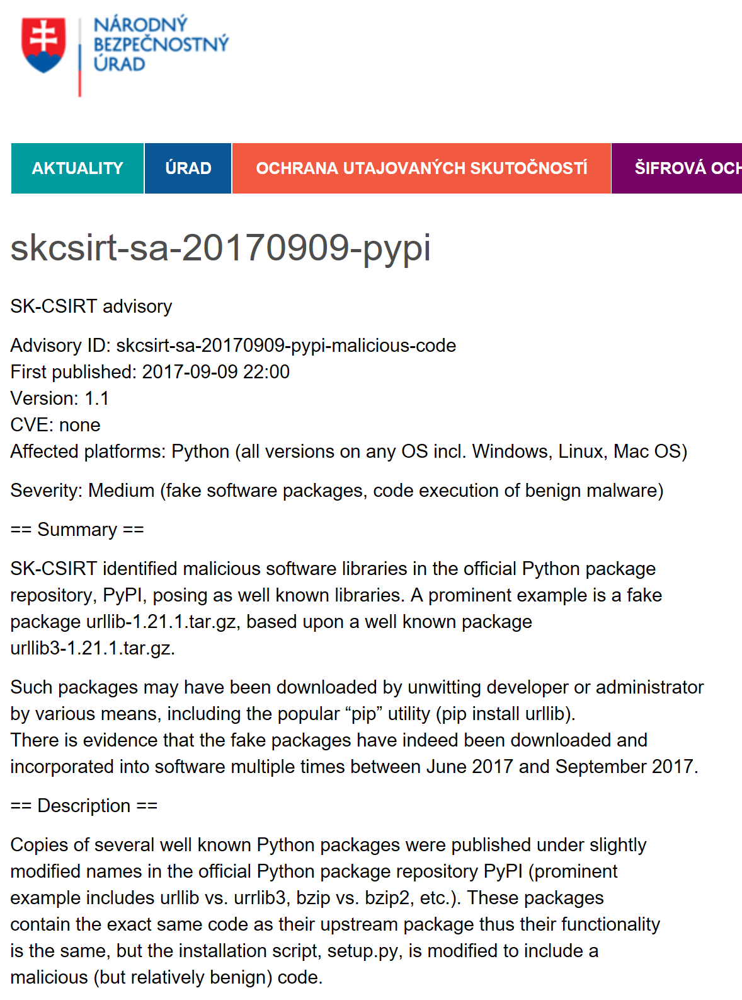 NÁRODNÝ
BEZPEČNOSTNÝ
ÚRAD
AKTUALITY ÚRAD OCHRANA UTAJOVANÝCH SKUTOČNOSTÍ ŠIFROVÁ OCH
skcsirt-sa-20170909-pypi
SK-CSIRT advisory
Advisory ID: skcsirt-sa-20170909-pypi-malicious-code
First published: 2017-09-09 22:00
Version: 1.1
CVE: none
Affected platforms: Python (all versions on any OS incl. Windows, Linux, Mac OS)
Severity: Medium (fake software packages, code execution of benign malware)
== Summary ==
SK-CSIRT identified malicious software libraries in the official Python package
repository, PyPI, posing as well known libraries. A prominent example is a fake
package urllib-1.21.1.tar.gz, based upon a well known package
urllib3-1.21.1.tar.gz.
Such packages may have been downloaded by unwitting developer or administrator
by various means, including the popular “pip” utility (pip install urllib).
There is evidence that the fake packages have indeed been downloaded and
incorporated into software multiple times between June 2017 and September 2017.
== Description ==
Copies of several well known Python packages were published under slightly
modified names in the official Python package repository PyPI (prominent
example includes urllib vs. urrlib3, bzip vs. bzip2, etc.). These packages
contain the exact same code as their upstream package thus their functionality
is the same, but the installation script, setup.py, is modified to include a
malicious (but relatively benign) code.